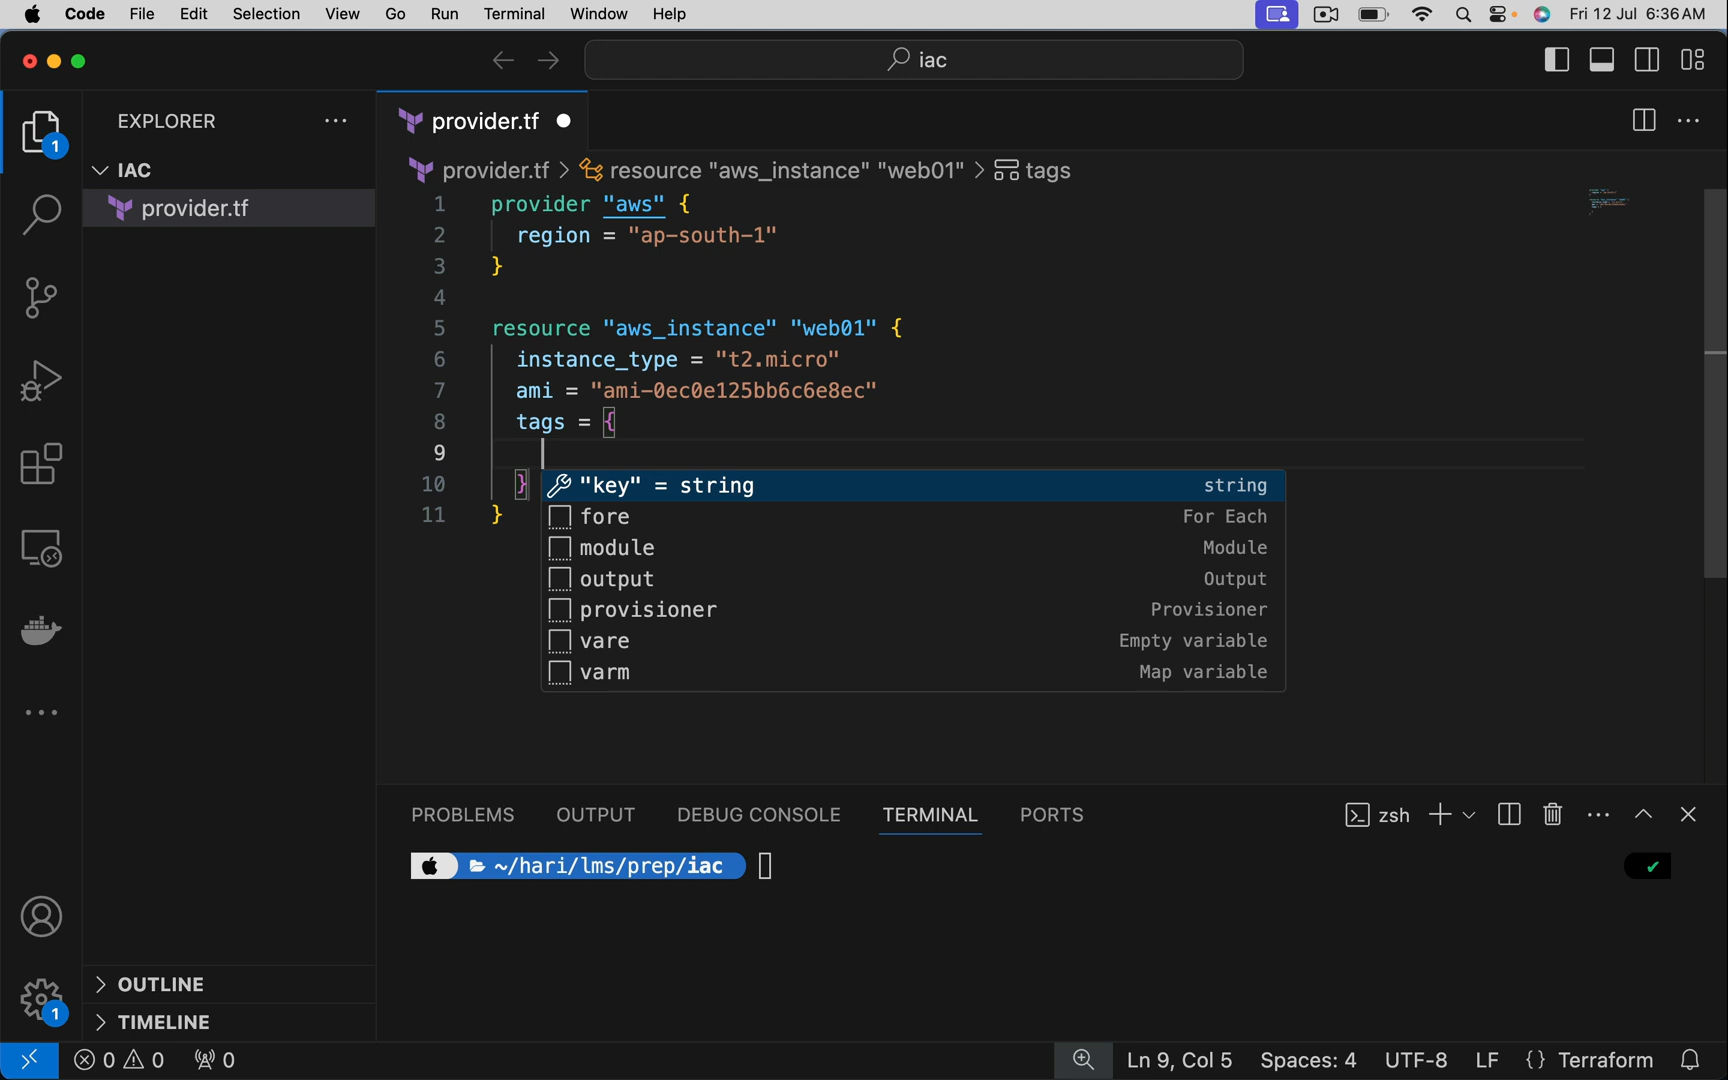 Code File Edit Selection View Go Run Terminal Window Help Fri 12 Jul 6:36 AM
iac
EXPLORER
provider.tf
1
IAC
provider.tf > resource "aws_instance" "web01" > tags
provider.tf
1 provider "aws" {
2 region = "ap-south-1"
3 }
4
5 resource "aws_instance" "web01" {
6 instance_type = "t2.micro"
7 ami = "ami-0ec0e125bb6c6e8ec"
8 tags = {
9
10 }
11 }
"key" = string string
fore For Each
module Module
output Output
provisioner Provisioner
vare Empty variable
varm Map variable
PROBLEMS OUTPUT DEBUG CONSOLE TERMINAL PORTS zsh
~/hari/lms/prep/iac
OUTLINE
1
TIMELINE
0 0 0 Ln 9, Col 5 Spaces: 4 UTF-8 LF {} Terraform